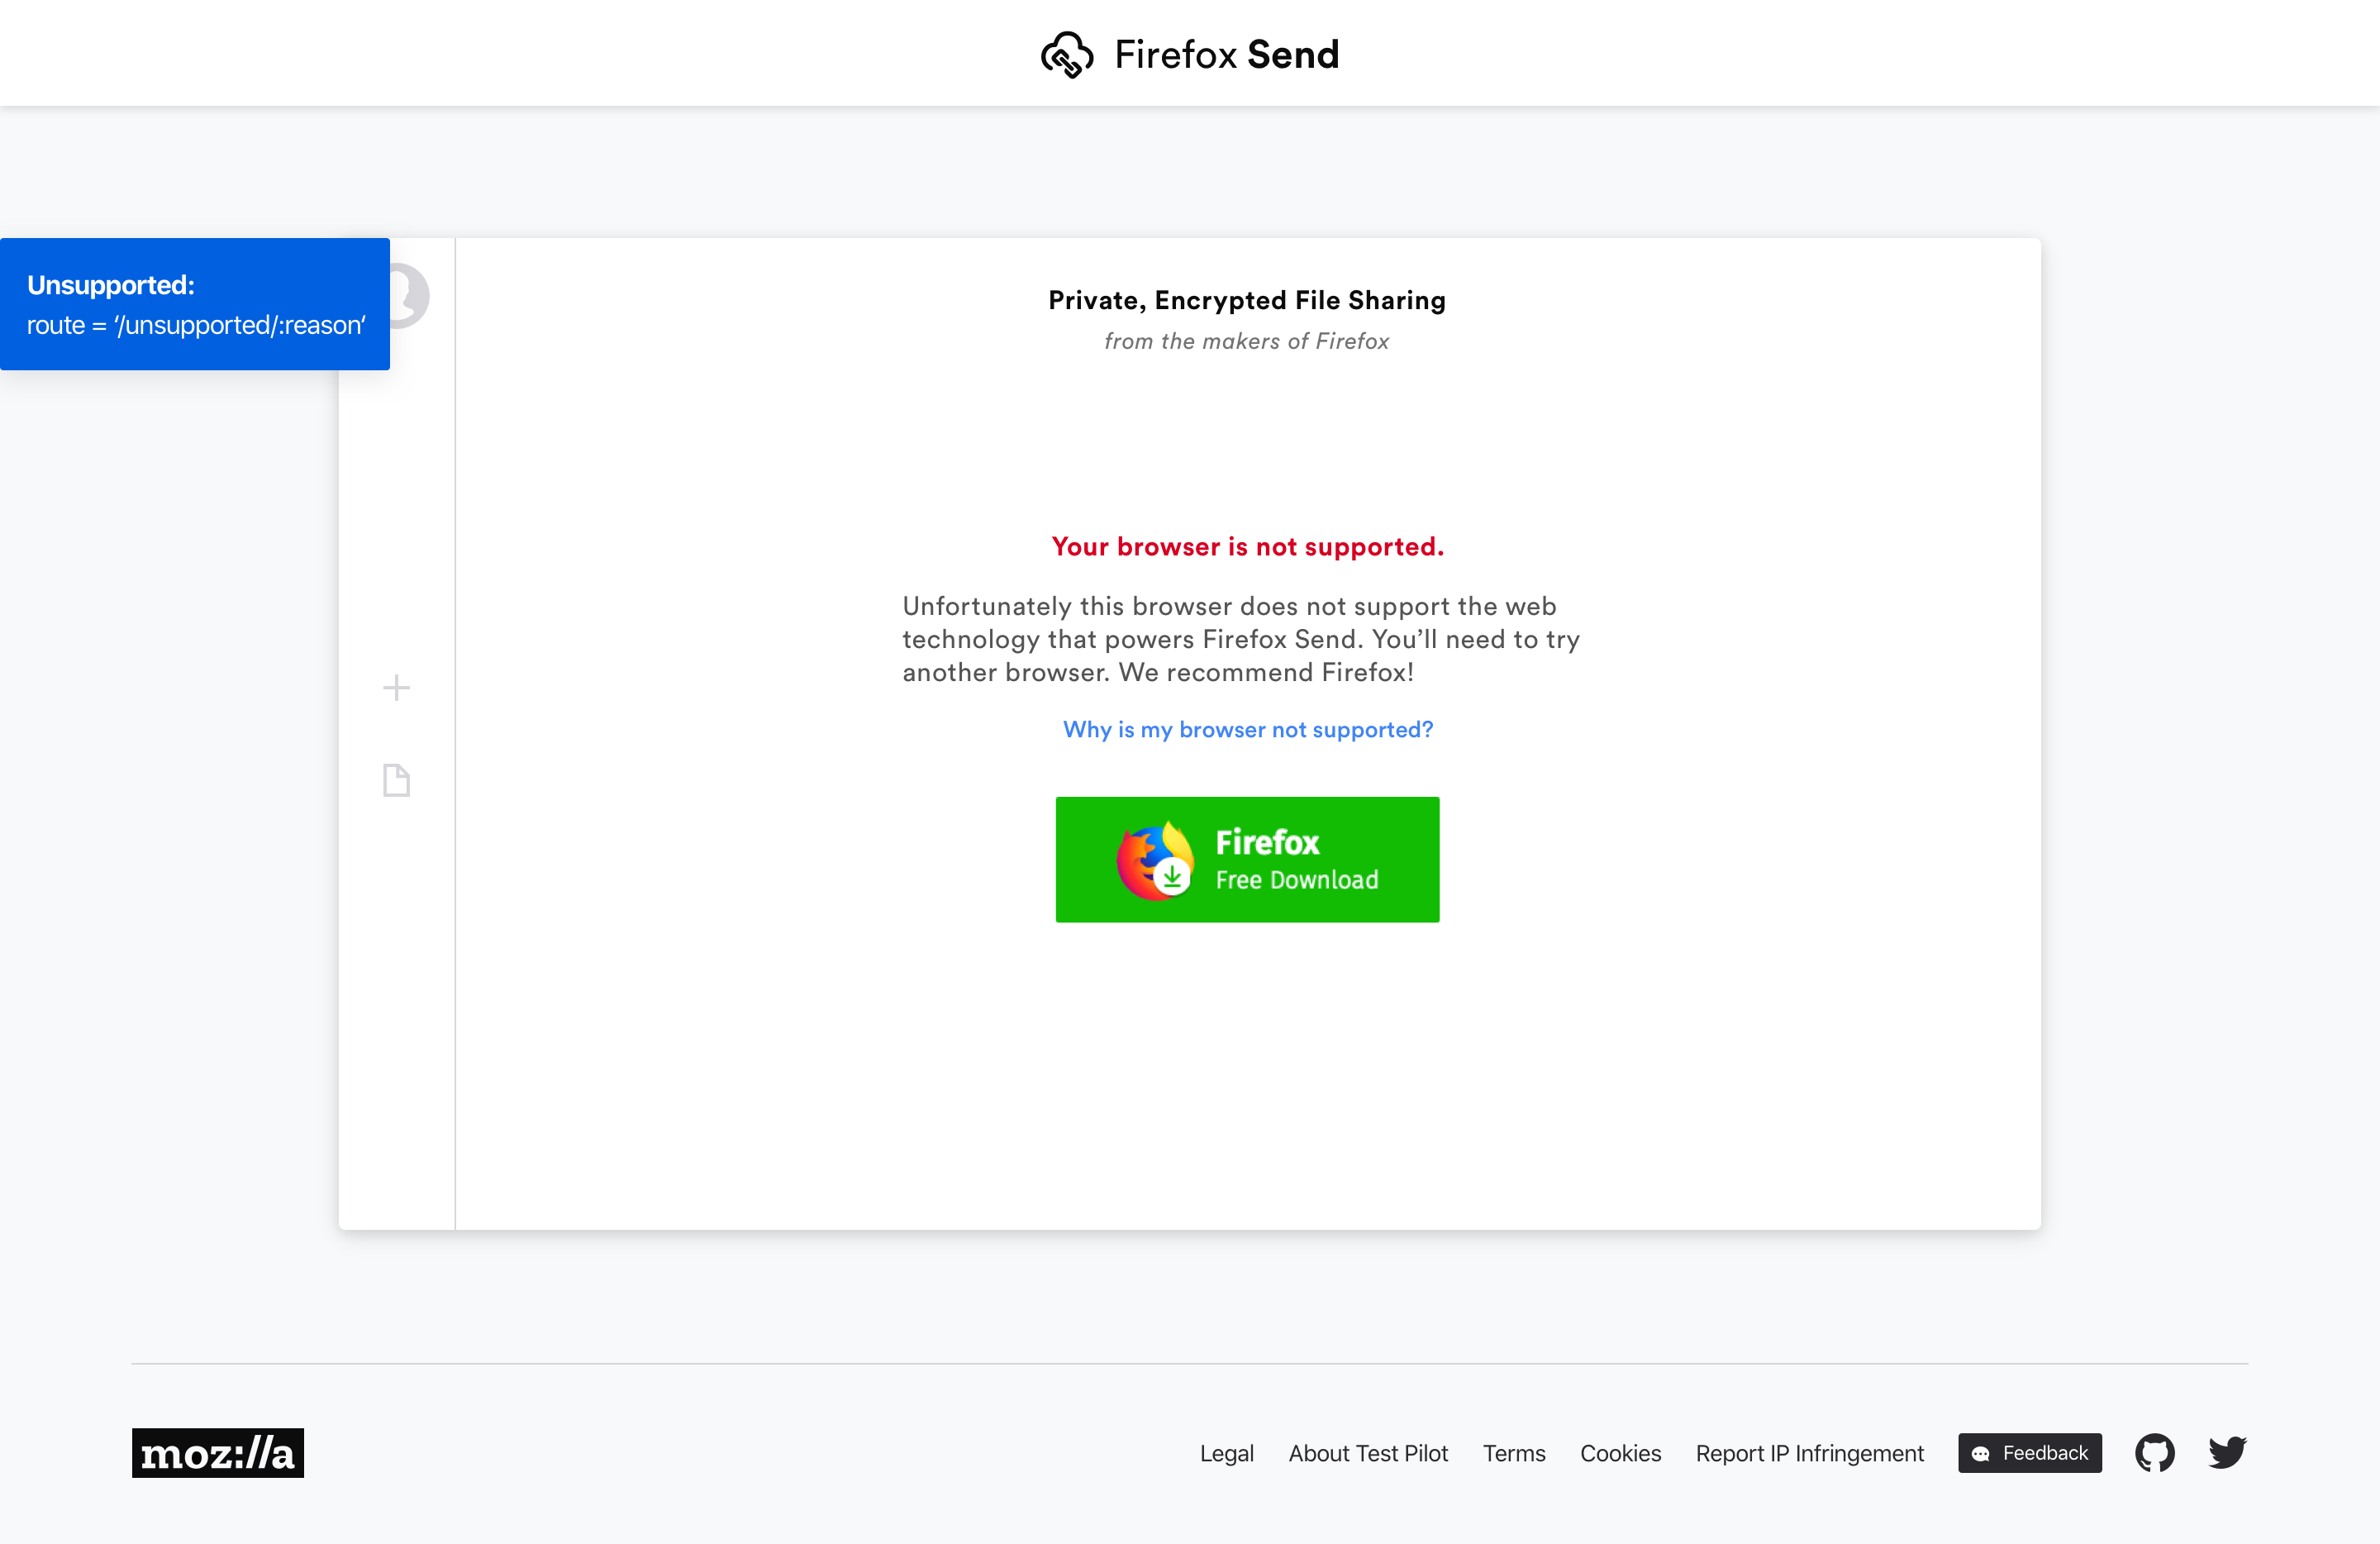 Firefox Send
Unsupported:
route = ‘/unsupported/:reason‘
Private, Encrypted File Sharing
from the makers of Firefox
Your browser is not supported.
Unfortunately this browser does not support the web
technology that powers Firefox Send. You’ll need to try
another browser. We recommend Firefox!
Why is my browser not supported?
Firefox
Free Download
moz://a
Legal About Test Pilot Terms Cookies Report IP Infringement Feedback